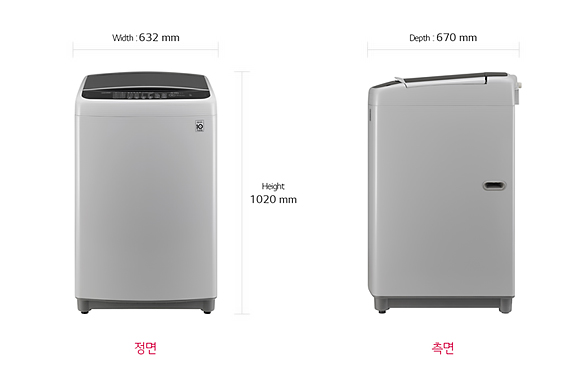 Width : 632 mm
Depth : 670 mm
Height
1020 mm
정면
측면